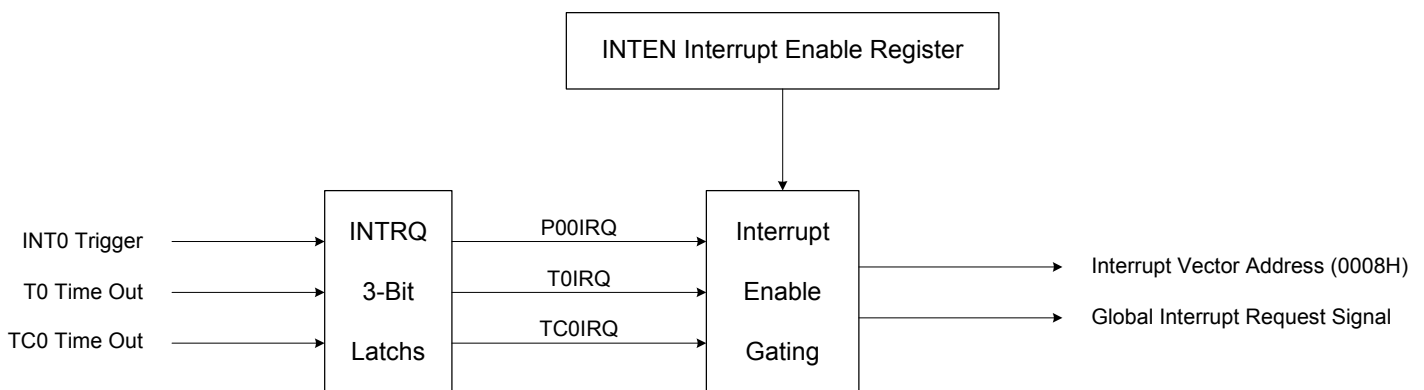 INTEN Interrupt Enable Register
INT0 Trigger
T0 Time Out
TC0 Time Out
INTRQ
3-Bit
Latchs
P00IRQ
T0IRQ
TC0IRQ
Interrupt
Enable
Gating
Interrupt Vector Address (0008H)
Global Interrupt Request Signal